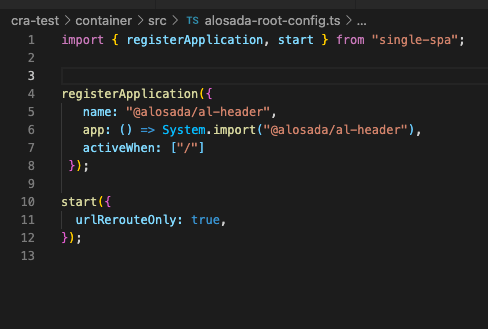 cra-test > container > src > TS alosada-root-config.ts > ...
1 import { registerApplication, start } from "single-spa";
2
3
4 registerApplication({
5 name: "@alosada/al-header",
6 app: () => System.import("@alosada/al-header"),
7 activeWhen: ["/"]
8 });
9
10 start({
11 urlRerouteOnly: true,
12 });
13